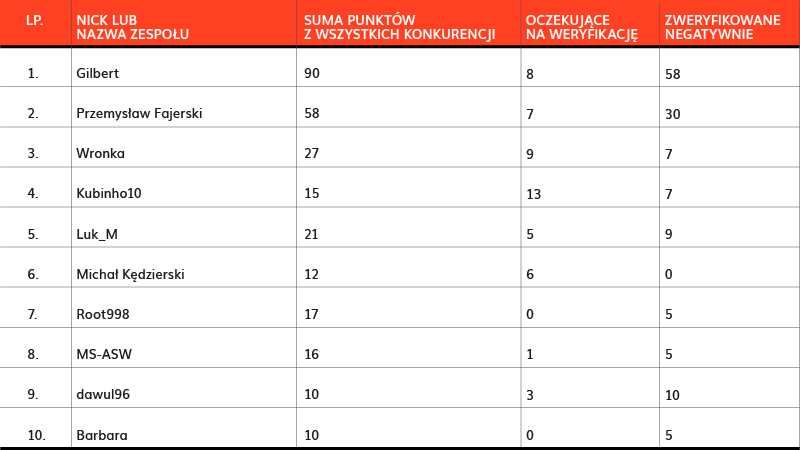 LP. NICK LUB NAZWA ZESPOŁU SUMA PUNKTÓW Z WSZYSTKICH KONKURENCJI OCZEKUJĄCE NA WERYFIKACJĘ ZWERYFIKOWANE NEGATYWNIE
1. Gilbert 90 8 58
2. Przemysław Fajerski 58 7 30
3. Wronka 27 9 7
4. Kubinho10 15 13 7
5. Luk_M 21 5 9
6. Michał Kędzierski 12 6 0
7. Root998 17 0 5
8. MS-ASW 16 1 5
9. dawul96 10 3 10
10. Barbara 10 0 5